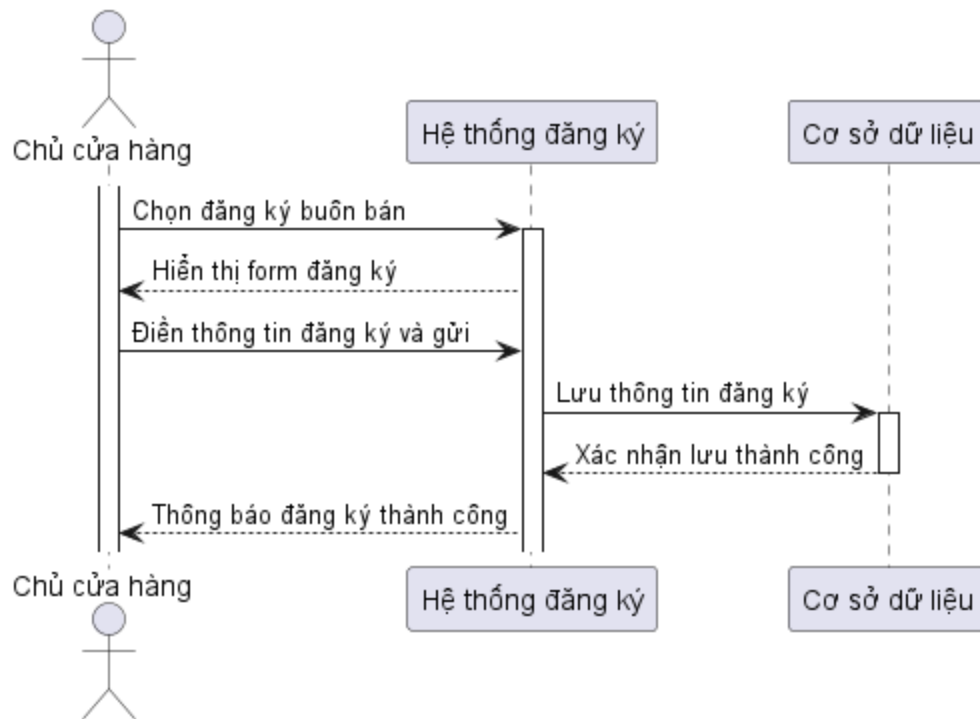 Chủ cửa hàng
Hệ thống đăng ký
Cơ sở dữ liệu
Chọn đăng ký buôn bán
Hiển thị form đăng ký
Điền thông tin đăng ký và gửi
Lưu thông tin đăng ký
Xác nhận lưu thành công
Thông báo đăng ký thành công
Chủ cửa hàng
Hệ thống đăng ký
Cơ sở dữ liệu